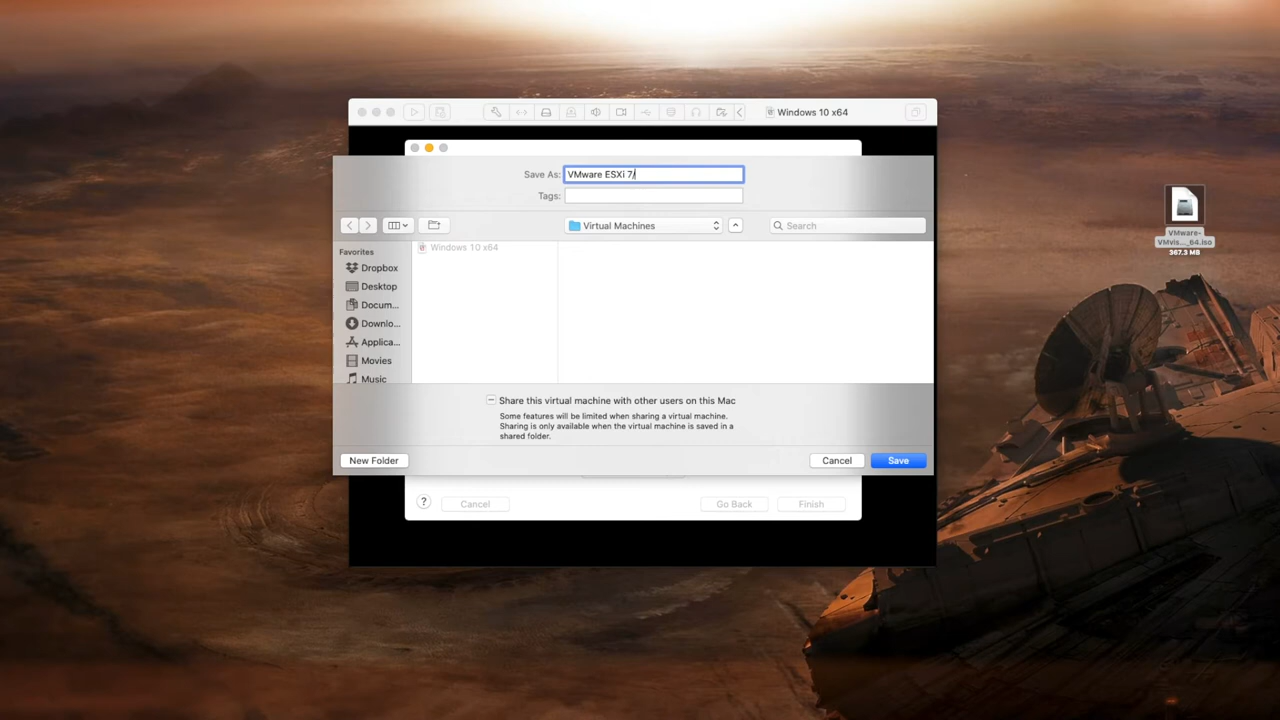 Windows 10 x64
Save As: VMware ESXi 7/
Tags:
Virtual Machines
Search
Favorites
Windows 10 x64
Dropbox
Desktop
Docum...
Downlo...
Applica...
Movies
Music
Share this virtual machine with other users on this Mac
Some features will be limited when sharing a virtual machine.
Sharing is only available when the virtual machine is saved in a
shared folder.
New Folder
Cancel
Save
?
Cancel
Go Back
Finish
VMware-
VMvis..._64.iso
367.3 MB